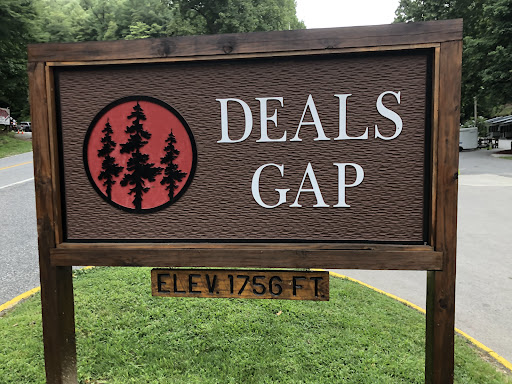 DEALS
GAP
ELEV. 1756 FT.